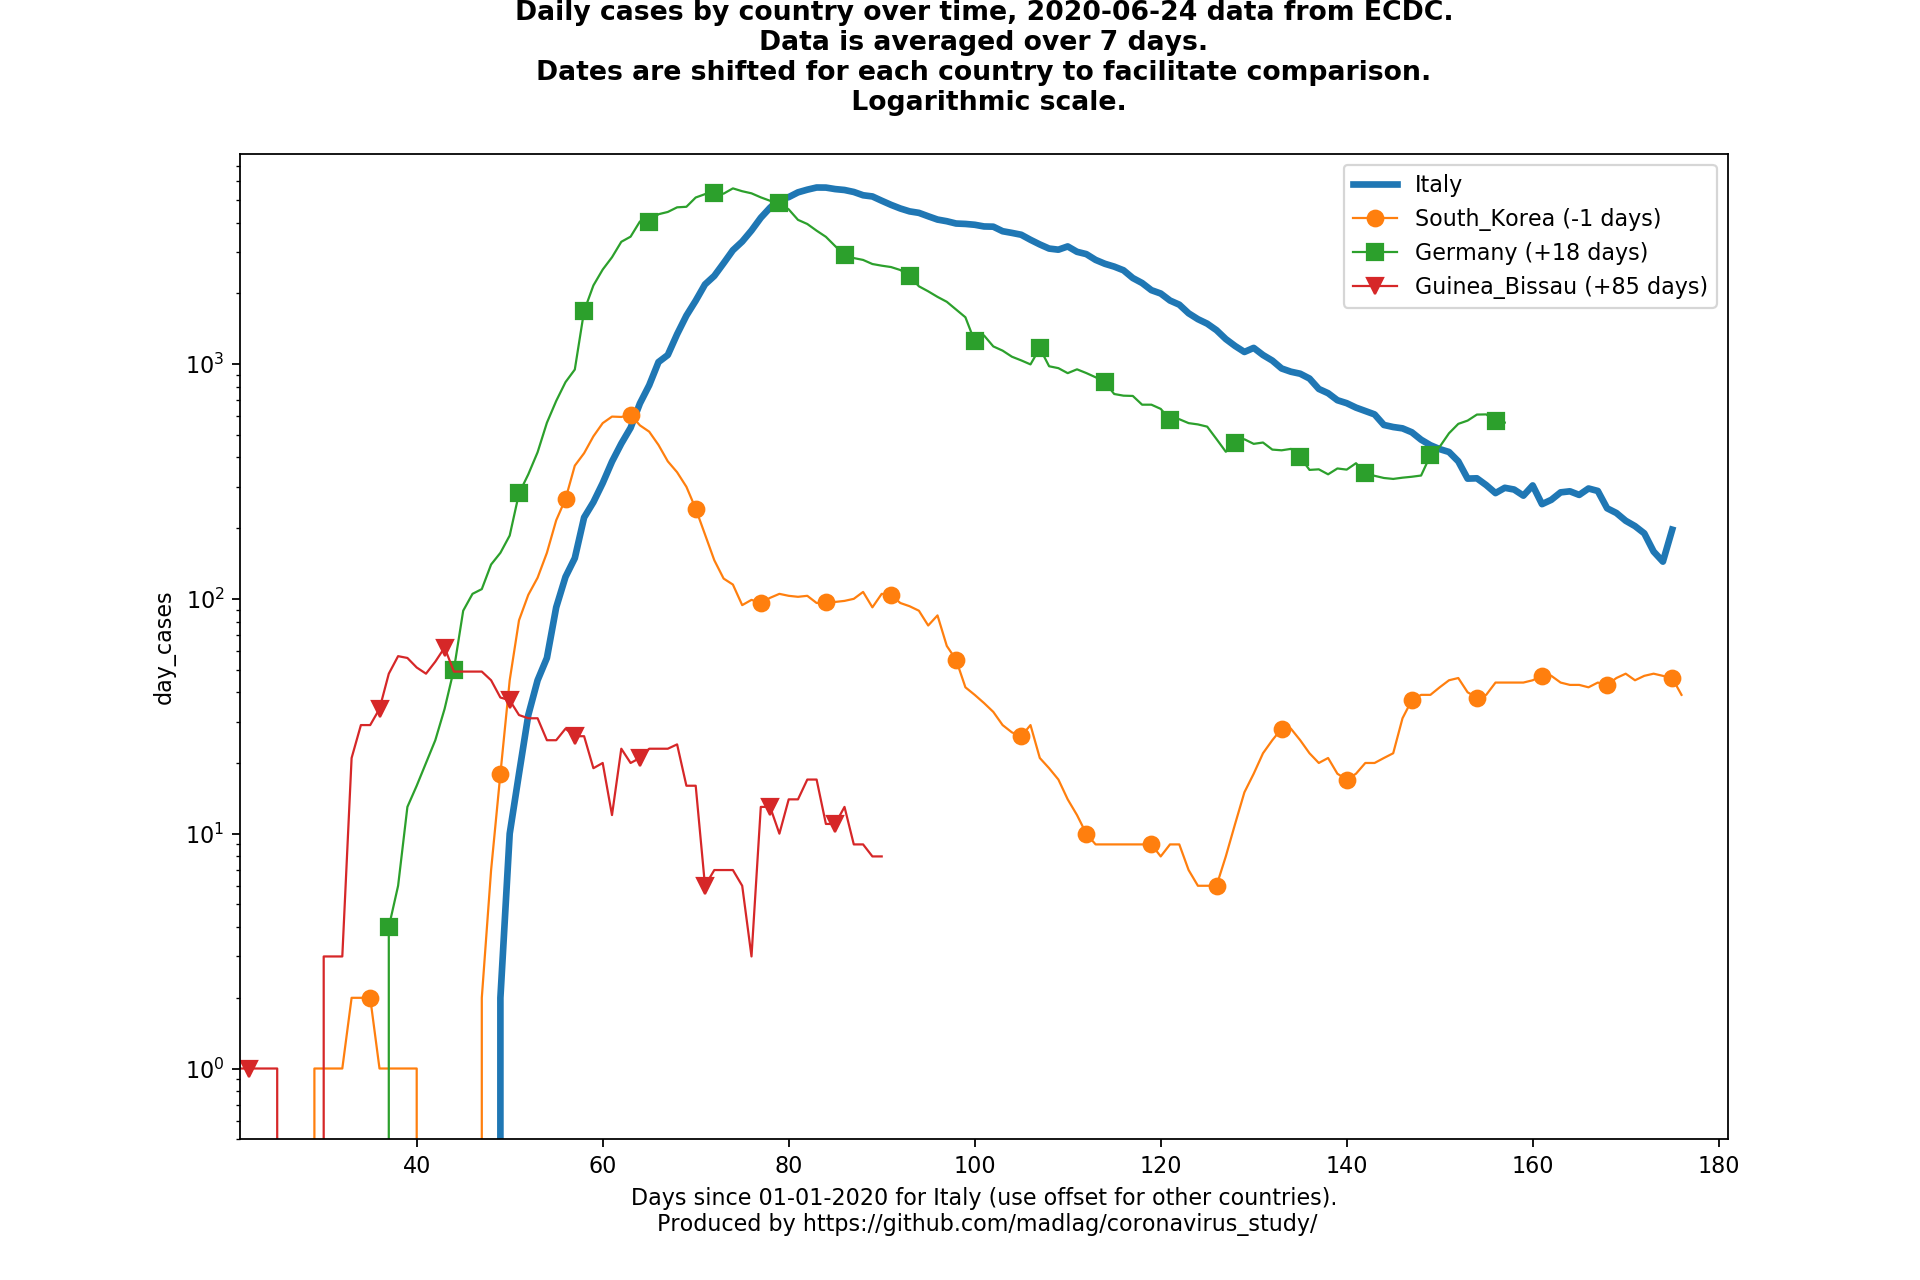 Daily cases by country over time, 2020-06-24 data from ECDC.
Data is averaged over 7 days.
Dates are shifted for each country to facilitate comparison.
Logarithmic scale.
Italy
South_Korea (-1 days)
Germany (+18 days)
Guinea_Bissau (+85 days)
day_cases
10³
10²
10¹
10⁰
40 60 80 100 120 140 160 180
Days since 01-01-2020 for Italy (use offset for other countries).
Produced by https://github.com/madlag/coronavirus_study/